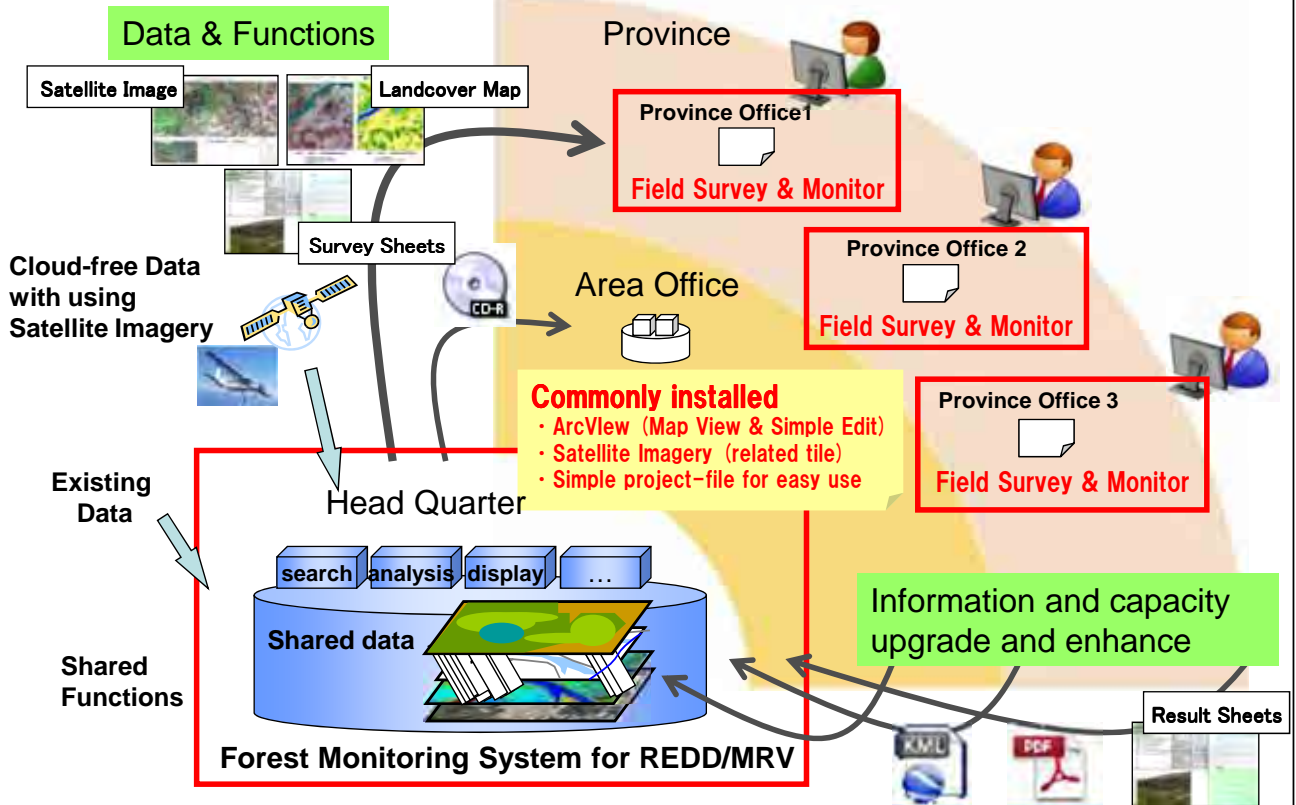 Data & Functions
Province
Satellite Image
Landcover Map
Survey Sheets
Province Office1
Field Survey & Monitor
Cloud-free Data
with using
Satellite Imagery
CD-R
Area Office
Province Office 2
Field Survey & Monitor
Commonly installed
・ArcVIew (Map View & Simple Edit)
・Satellite Imagery (related tile)
・Simple project-file for easy use
Province Office 3
Field Survey & Monitor
Existing
Data
Head Quarter
search
analysis
display
...
Shared data
Shared
Functions
Forest Monitoring System for REDD/MRV
Information and capacity
upgrade and enhance
KML
PDF
Result Sheets